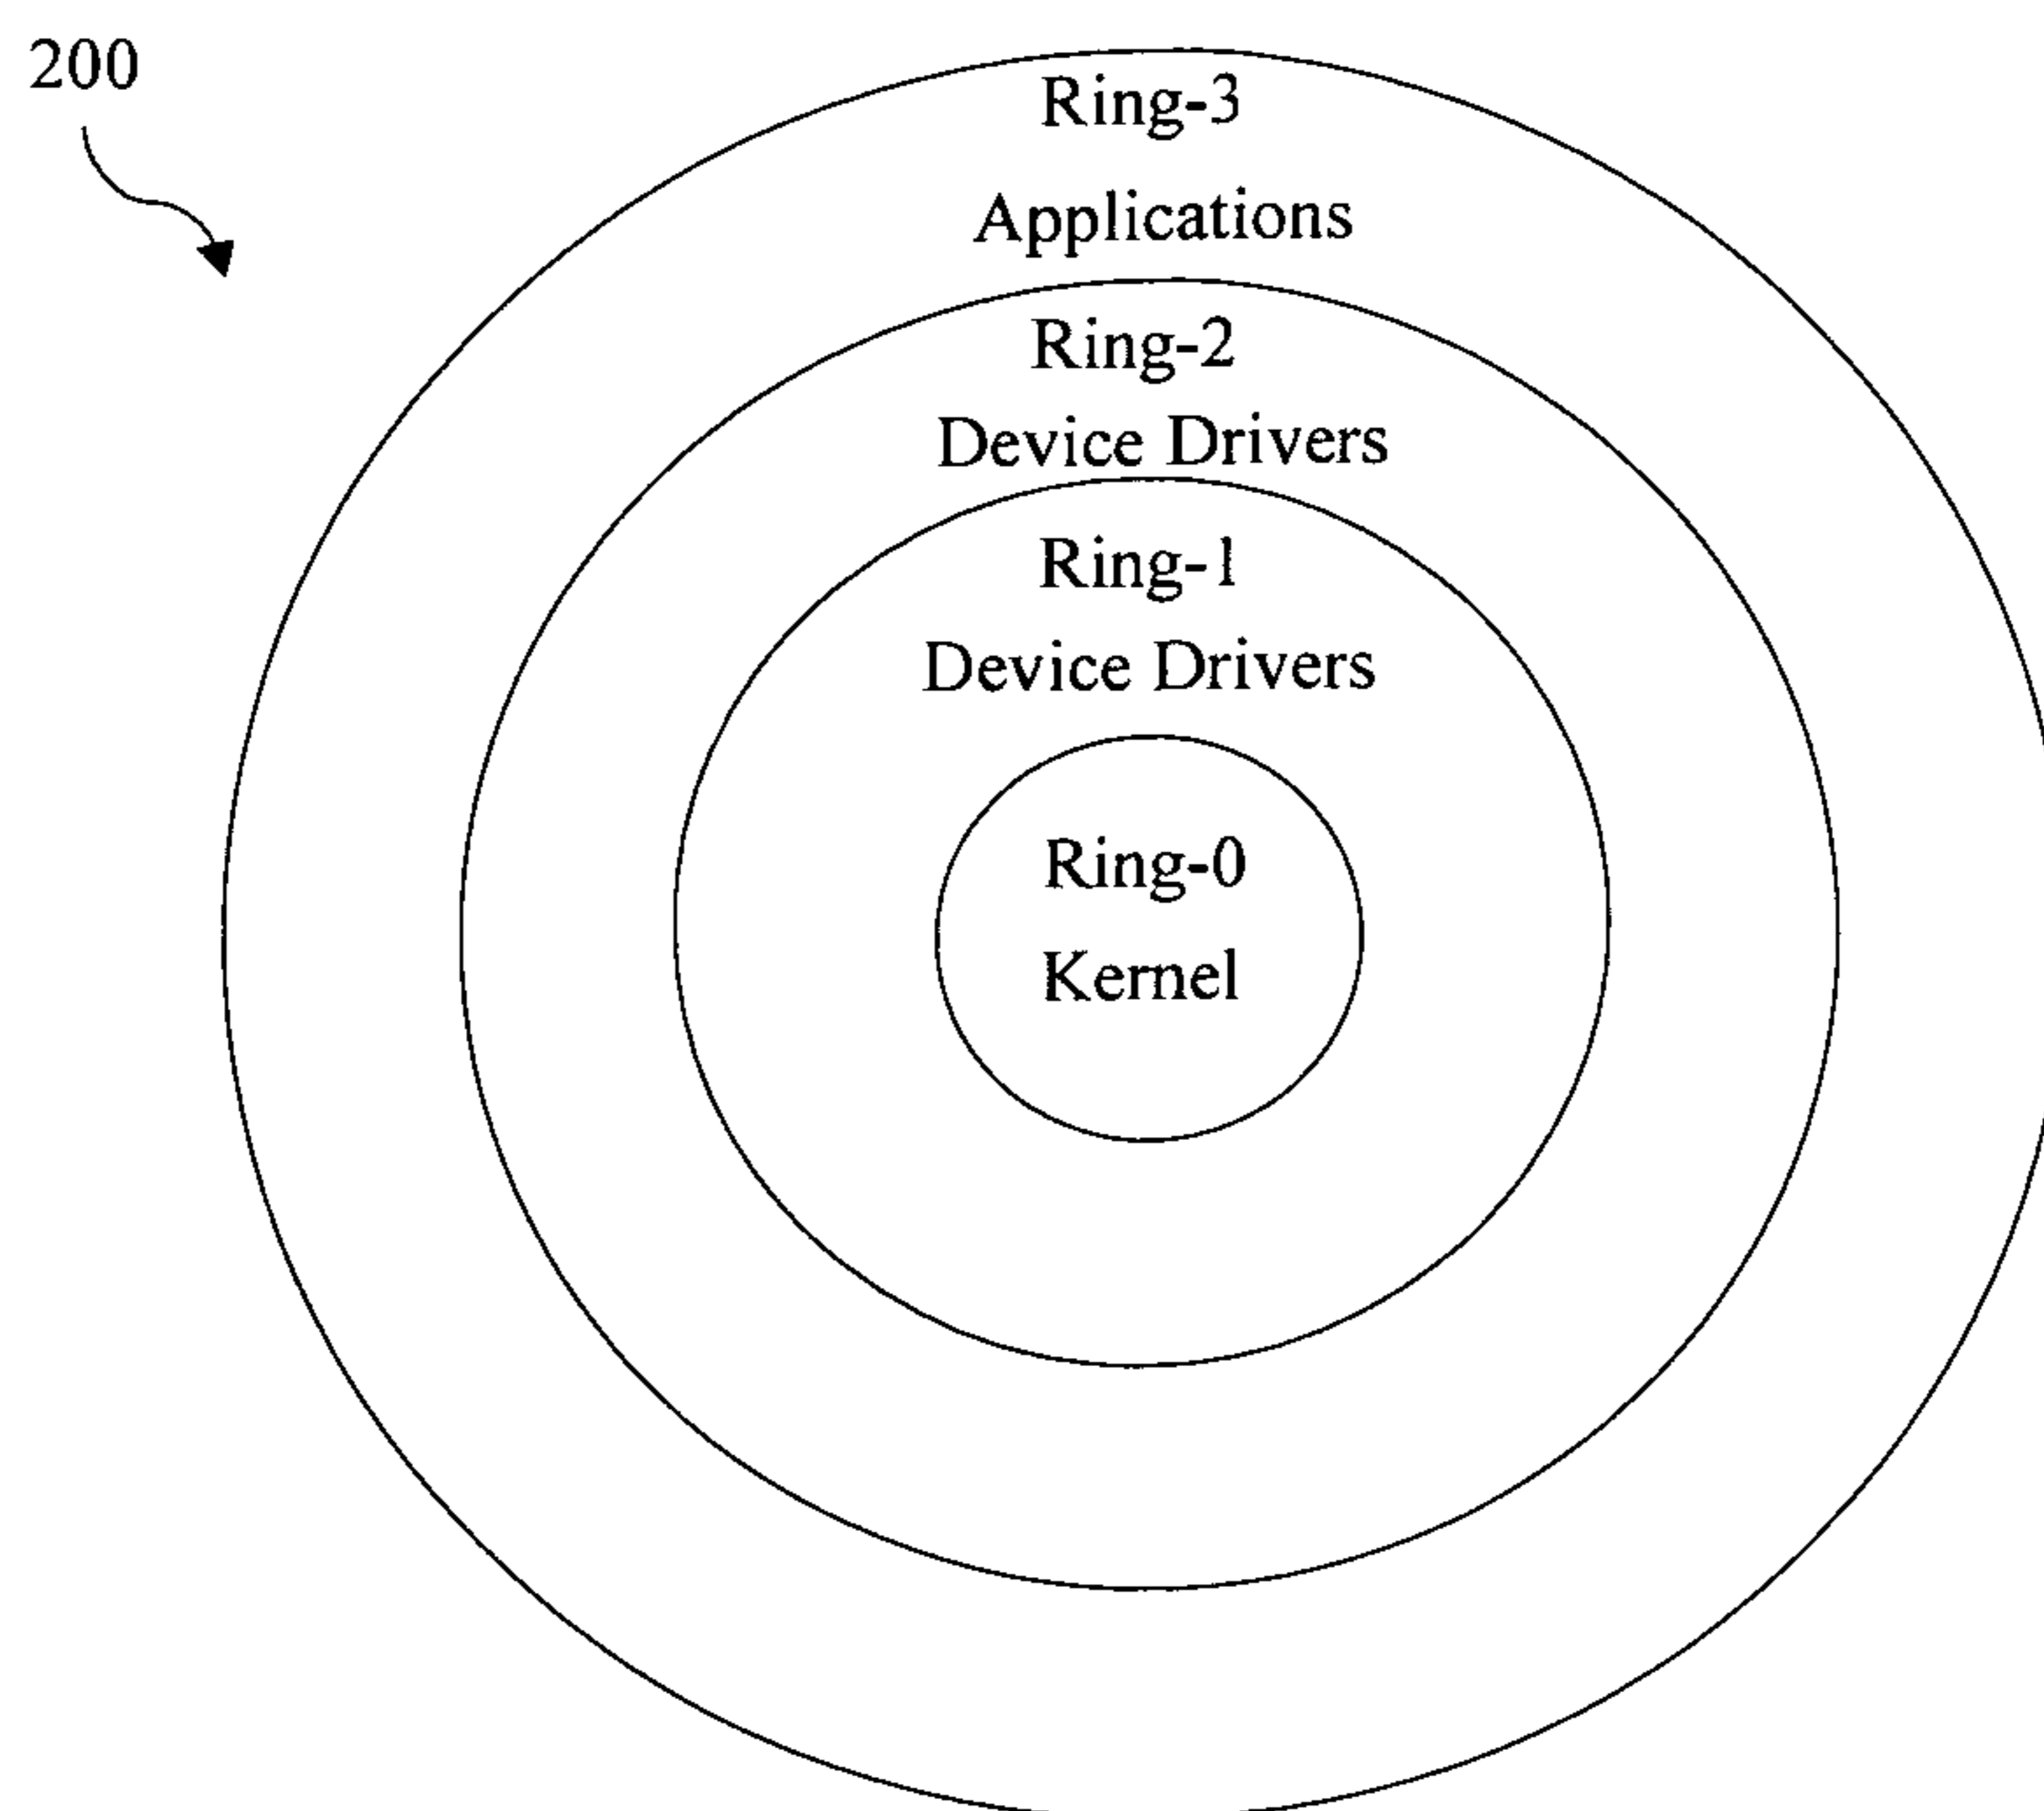 200
Ring-3
Applications
Ring-2
Device Drivers
Ring-1
Device Drivers
Ring-0
Kernel